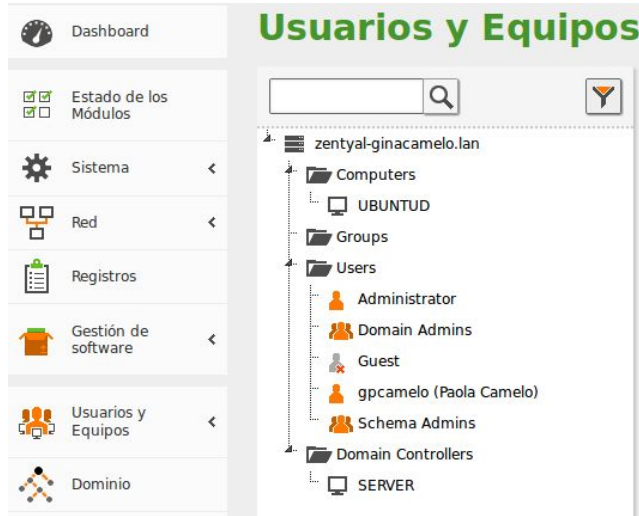 Dashboard
Estado de los
Módulos
Sistema
Red
Registros
Gestión de
software
Usuarios y
Equipos
Dominio
Usuarios y Equipos
zentyal-ginacamelo.lan
Computers
UBUNTUD
Groups
Users
Administrator
Domain Admins
Guest
gpcamelo (Paola Camelo)
Schema Admins
Domain Controllers
SERVER